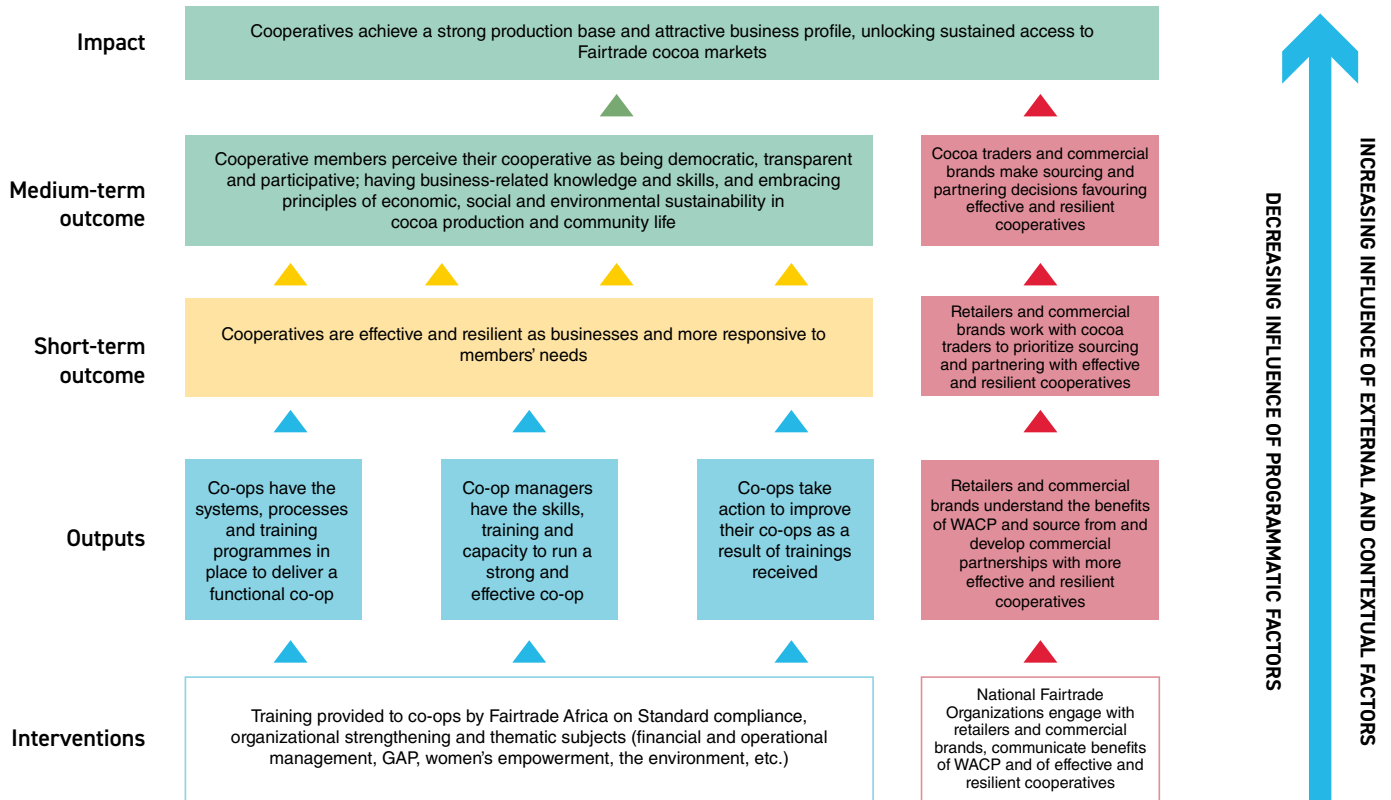 Impact
Cooperatives achieve a strong production base and attractive business profile, unlocking sustained access to
Fairtrade cocoa markets
Medium-term
outcome
Cooperative members perceive their cooperative as being democratic, transparent
and participative; having business-related knowledge and skills, and embracing
principles of economic, social and environmental sustainability in
cocoa production and community life
Cocoa traders and commercial
brands make sourcing and
partnering decisions favouring
effective and resilient
cooperatives
Short-term
outcome
Cooperatives are effective and resilient as businesses and more responsive to
members’ needs
Retailers and commercial
brands work with cocoa
traders to prioritize sourcing
and partnering with effective
and resilient cooperatives
Outputs
Co-ops have the
systems, processes
and training
programmes in
place to deliver a
functional co-op
Co-op managers
have the skills,
training and
capacity to run a
strong and
effective co-op
Co-ops take
action to improve
their co-ops as a
result of trainings
received
Retailers and commercial
brands understand the benefits
of WACP and source from and
develop commercial
partnerships with more
effective and resilient
cooperatives
Interventions
Training provided to co-ops by Fairtrade Africa on Standard compliance,
organizational strengthening and thematic subjects (financial and operational
management, GAP, women’s empowerment, the environment, etc.)
National Fairtrade
Organizations engage with
retailers and commercial
brands, communicate benefits
of WACP and of effective and
resilient cooperatives
DECREASING INFLUENCE OF PROGRAMMATIC FACTORS
INCREASING INFLUENCE OF EXTERNAL AND CONTEXTUAL FACTORS